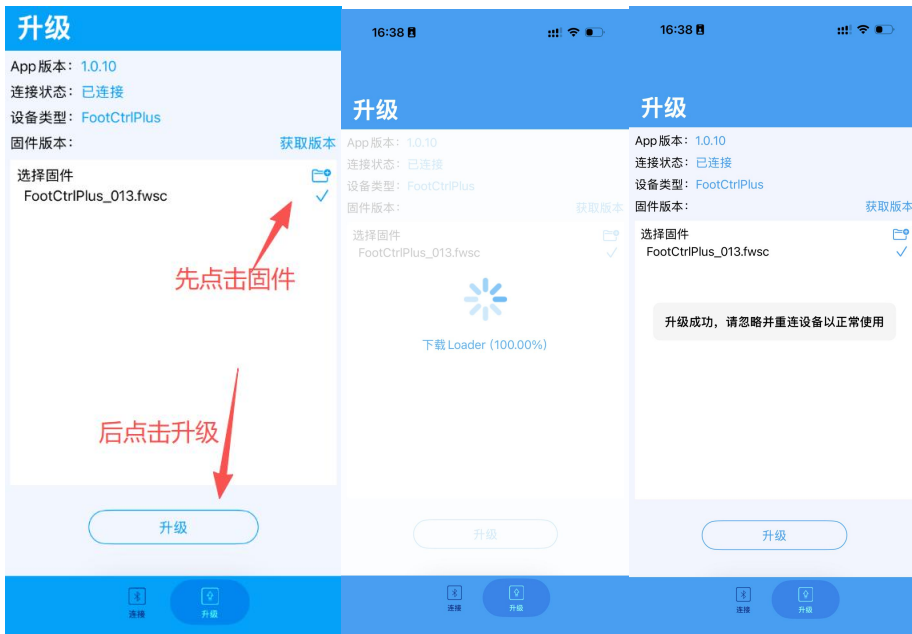 升级
App版本：1.0.10
连接状态：已连接
设备类型：FootCtrlPlus
固件版本：
获取版本
选择固件
FootCtrlPlus_013.fwsc
先点击固件
后点击升级
升级
连接
升级
16:38
升级
App版本：1.0.10
连接状态：已连接
设备类型：FootCtrlPlus
固件版本：
获取版本
选择固件
FootCtrlPlus_013.fwsc
下载Loader (100.00%)
升级
连接
升级
16:38
升级
App版本：1.0.10
连接状态：已连接
设备类型：FootCtrlPlus
固件版本：
获取版本
选择固件
FootCtrlPlus_013.fwsc
升级成功，请忽略并重连设备以正常使用
升级
连接
升级